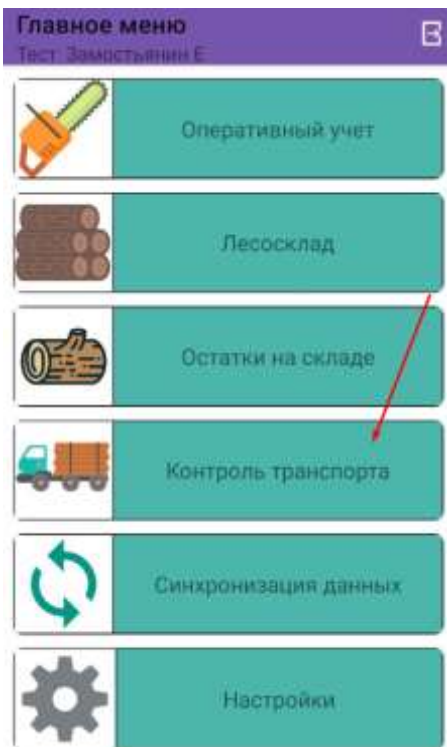 Главное меню
Тест: Замостьянин Е
Оперативный учет
Лесосклад
Остатки на складе
Контроль транспорта
Синхронизация данных
Настройки